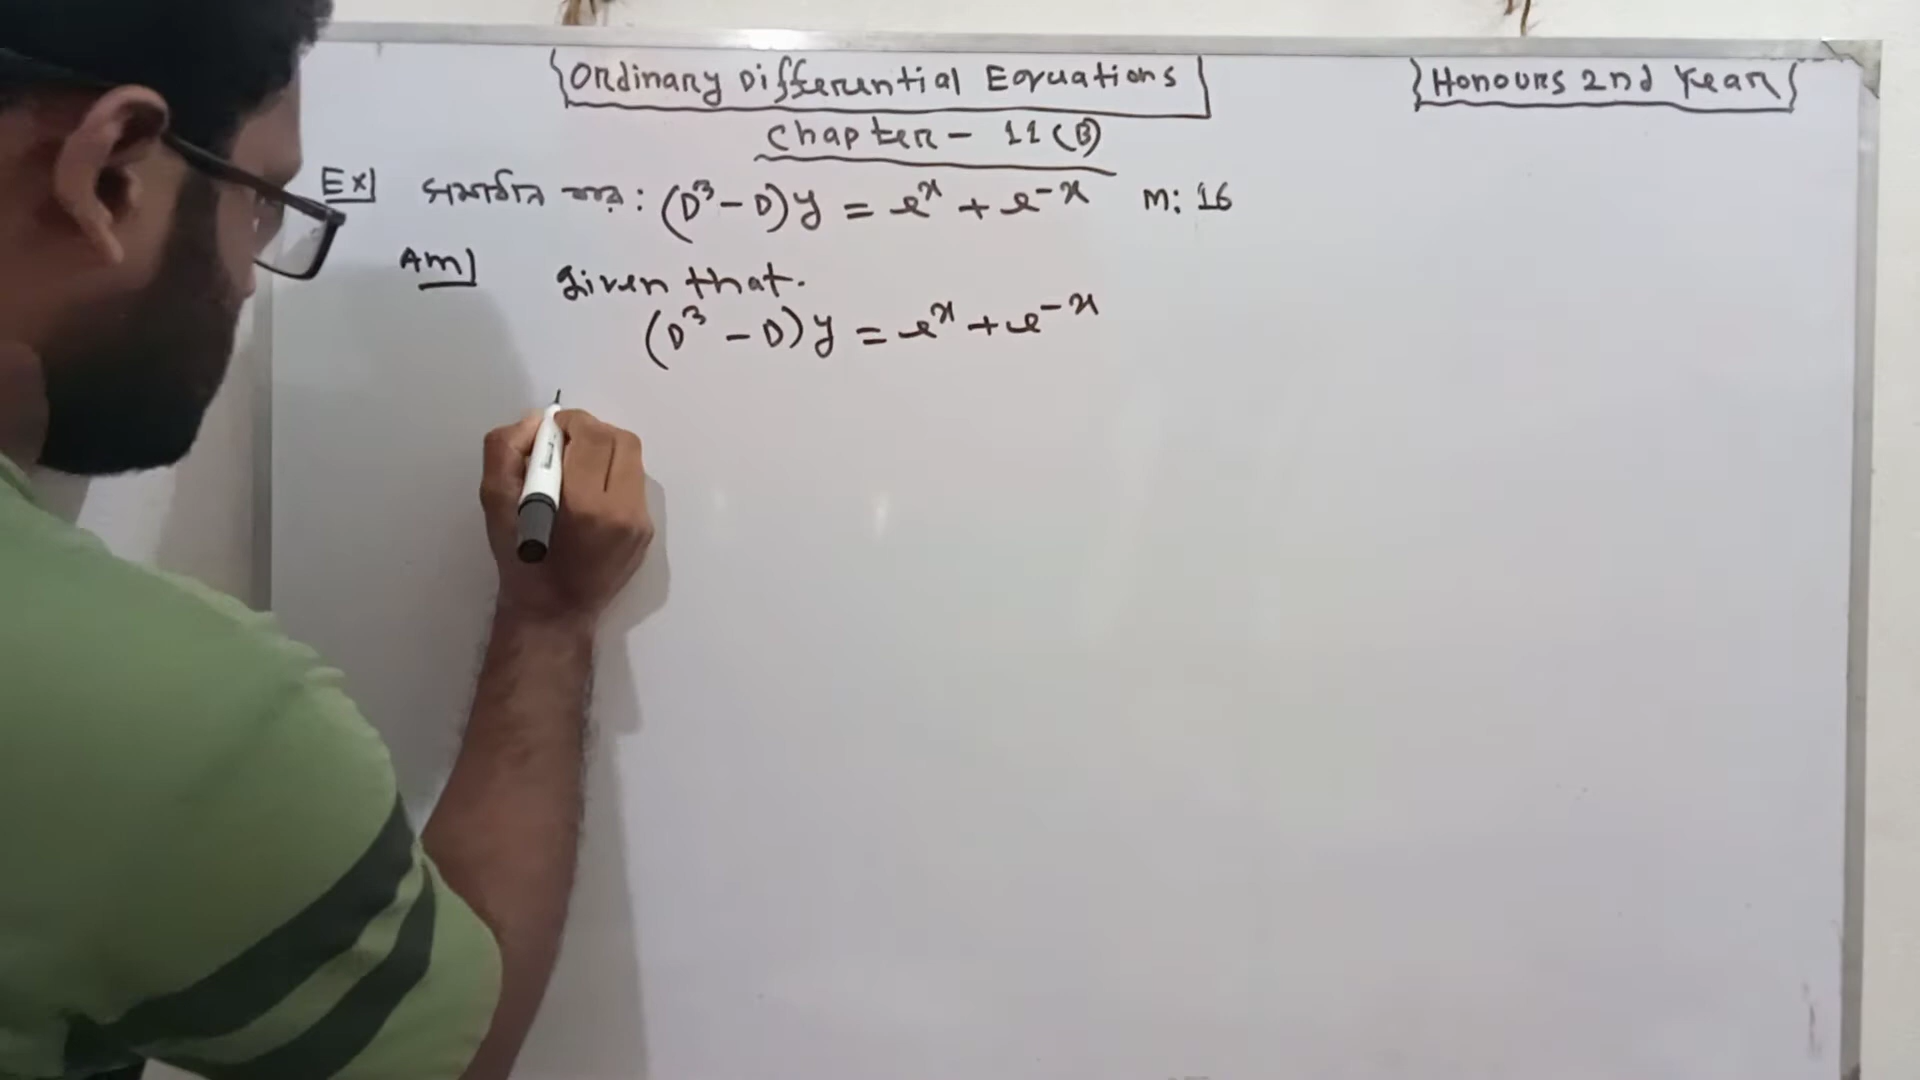 Ordinary Differential Equations
Honours 2nd Year
Chapter - 11(B)
Ex] সমাধান কর: (D³ - D)y = eˣ + e⁻ˣ M: 16
Ans] Given that.
(D³ - D)y = eˣ + e⁻ˣ